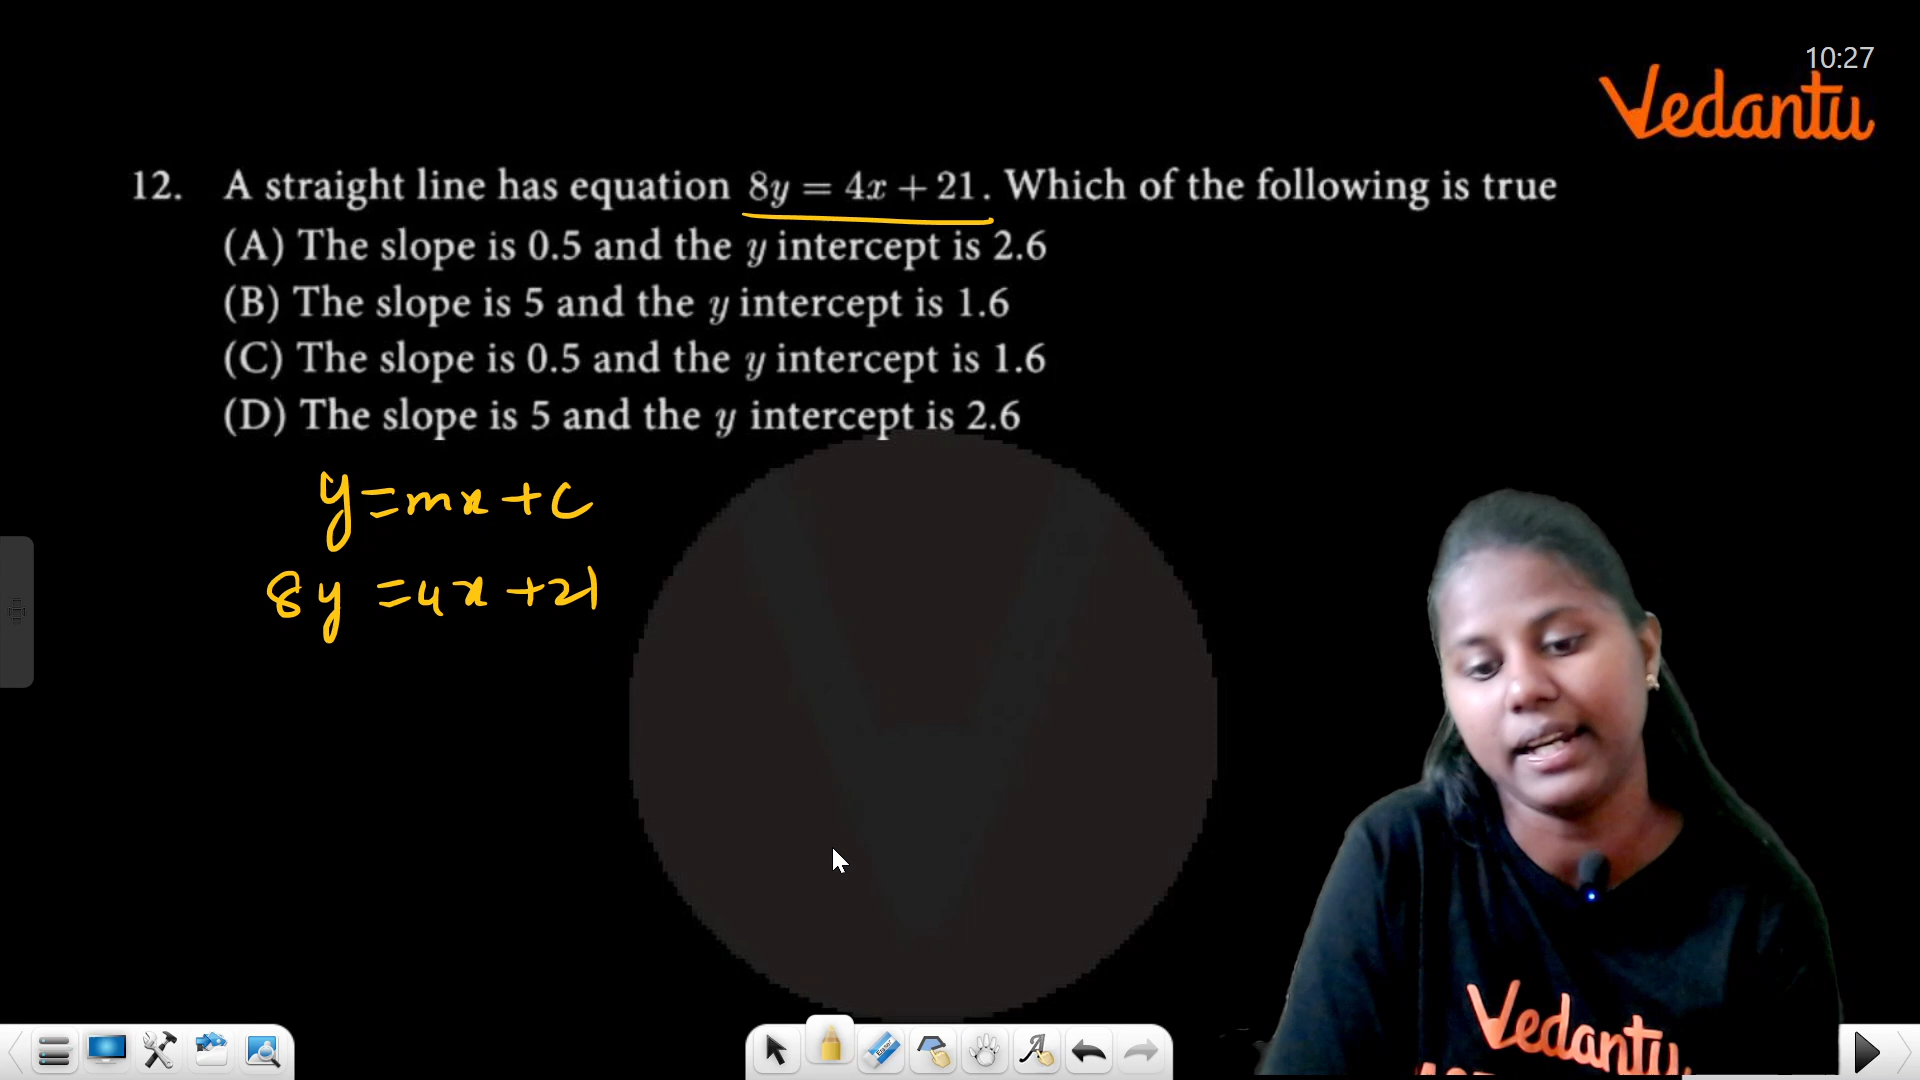 10:27
Vedantu
12. A straight line has equation 8y = 4x + 21. Which of the following is true
(A) The slope is 0.5 and the y intercept is 2.6
(B) The slope is 5 and the y intercept is 1.6
(C) The slope is 0.5 and the y intercept is 1.6
(D) The slope is 5 and the y intercept is 2.6
y=mx+c
8y=4x+21
Vedantu